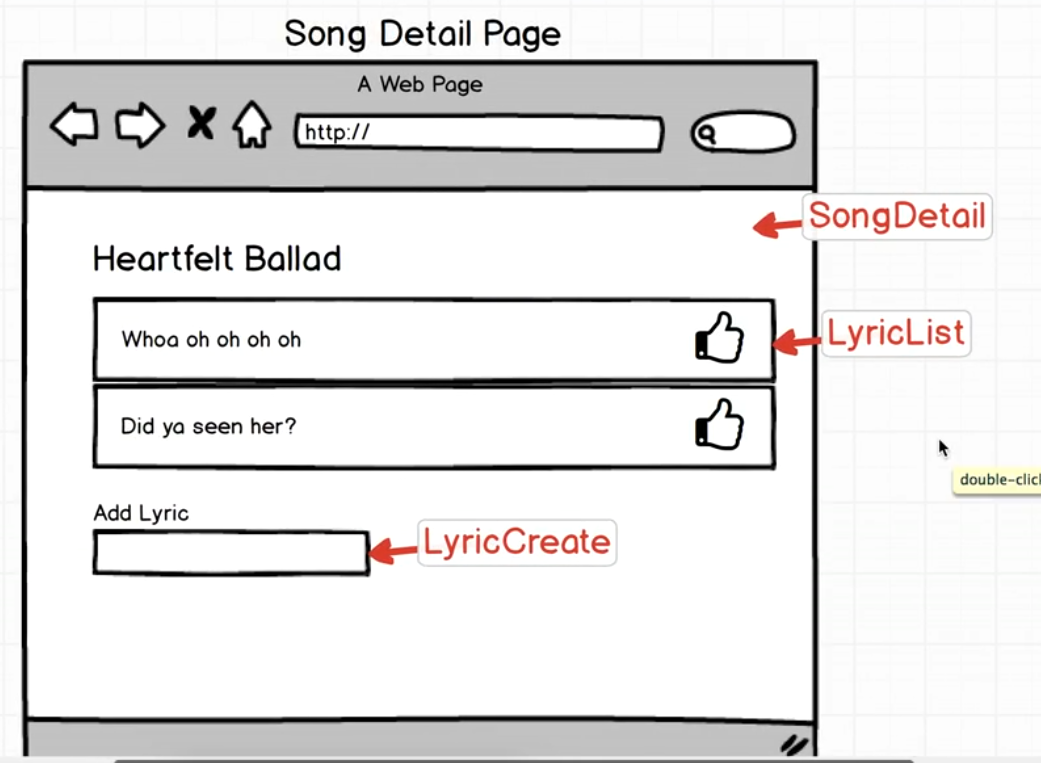 Song Detail Page
A Web Page
http://
SongDetail
Heartfelt Ballad
Whoa oh oh oh oh
LyricList
Did ya seen her?
double-clic
Add Lyric
LyricCreate